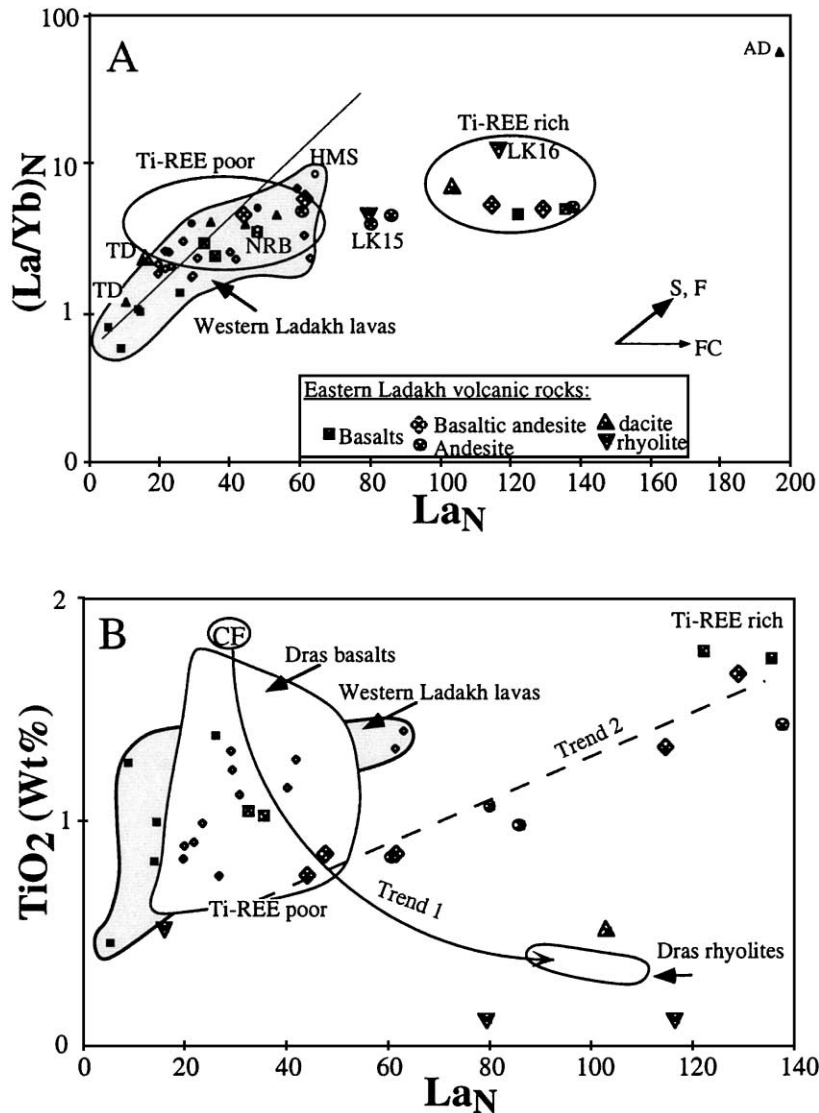 A
100
10
1
0
(La/Yb)N
AD
Ti-REE rich
LK16
Ti-REE poor
HMS
LK15
NRB
TD
TD
Western Ladakh lavas
S, F
FC
Eastern Ladakh volcanic rocks:
Basalts
Basaltic andesite
Andesite
dacite
rhyolite
0 20 40 60 80 100 120 140 160 180 200
LaN
B
2
1
0
TiO2 (Wt%)
CF
Dras basalts
Western Ladakh lavas
Ti-REE rich
Trend 2
Ti-REE poor
Trend 1
Dras rhyolites
0 20 40 60 80 100 120 140
LaN